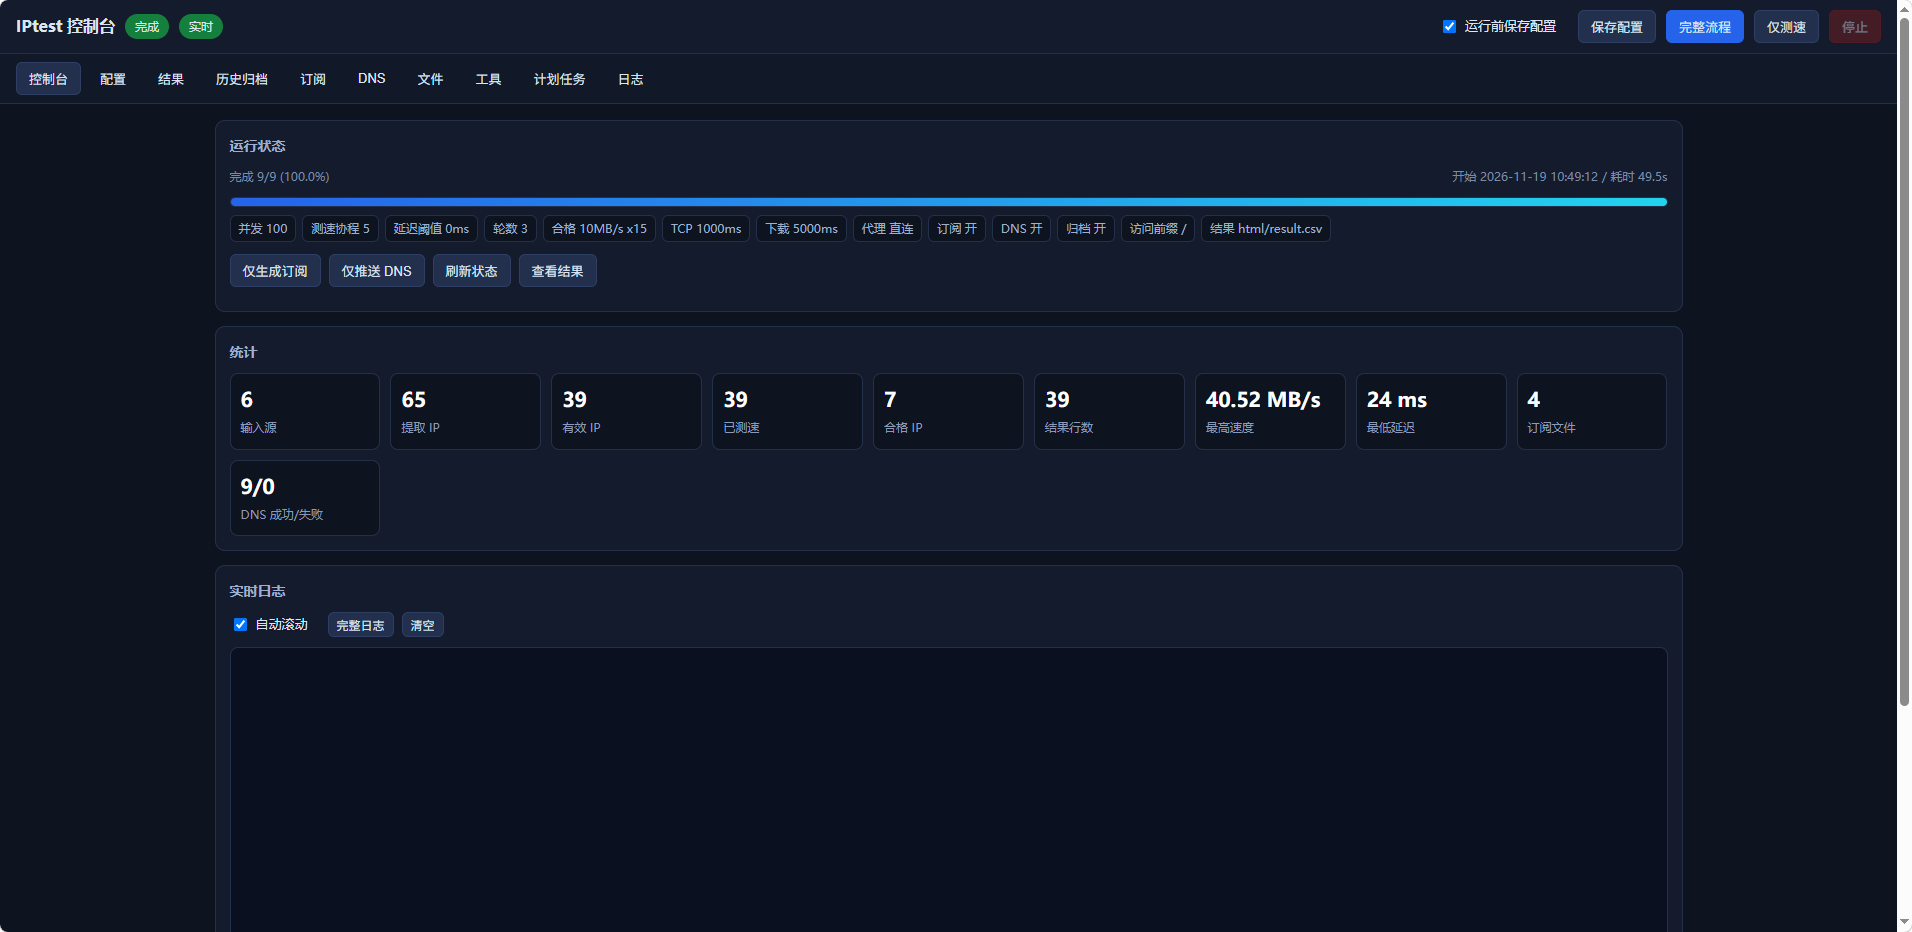 IPtest 控制台 完成 实时 运行前保存配置 保存配置 完整流程 仅测速 停止
控制台 配置 结果 历史归档 订阅 DNS 文件 工具 计划任务 日志
运行状态
完成 9/9 (100.0%) 开始 2026-11-19 10:49:12 / 耗时 49.5s
并发 100 测速协程 5 延迟阈值 0ms 轮数 3 合格 10MB/s x15 TCP 1000ms 下载 5000ms 代理 直连 订阅 开 DNS 开 归档 开 访问前缀 / 结果 html/result.csv
仅生成订阅 仅推送 DNS 刷新状态 查看结果
统计
6 65 39 39 7 39 40.52 MB/s 24 ms 4
输入源 提取 IP 有效 IP 已测速 合格 IP 结果行数 最高速度 最低延迟 订阅文件
9/0
DNS 成功/失败
实时日志
自动滚动 完整日志 清空